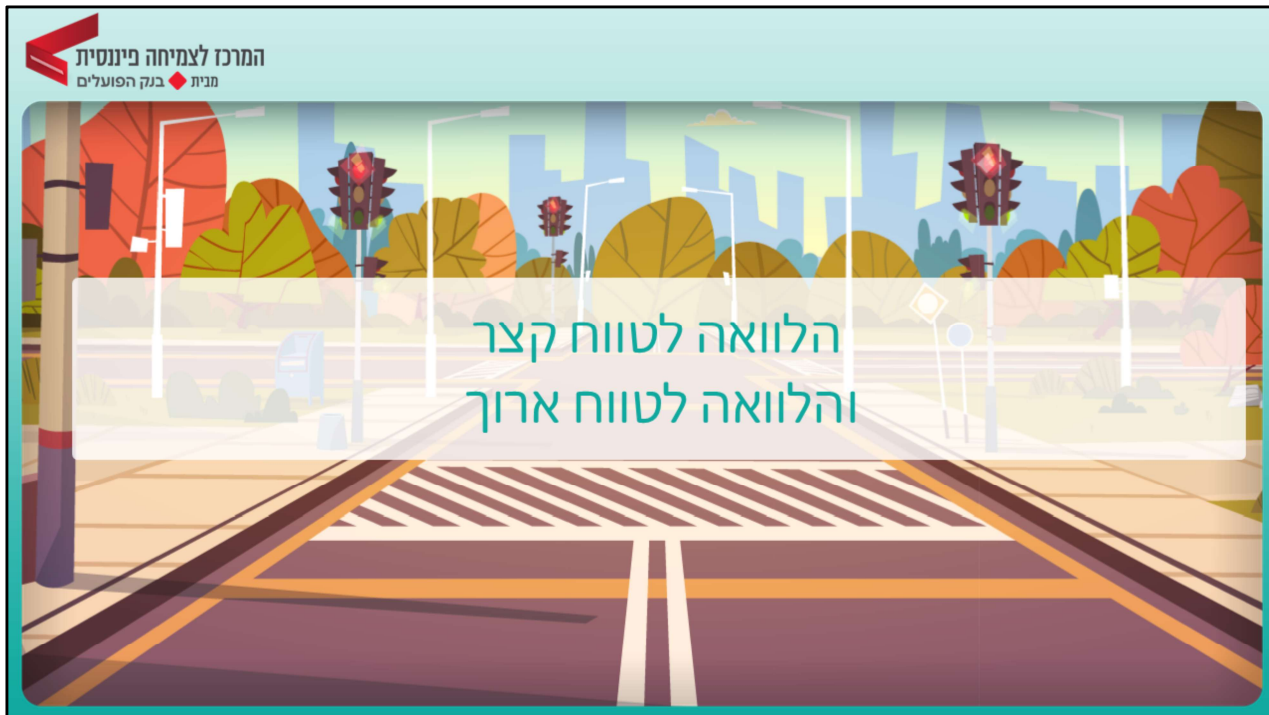 המרכז לצמיחה פיננסית
מבית בנק הפועלים
הלוואה לטווח קצר
והלוואה לטווח ארוך